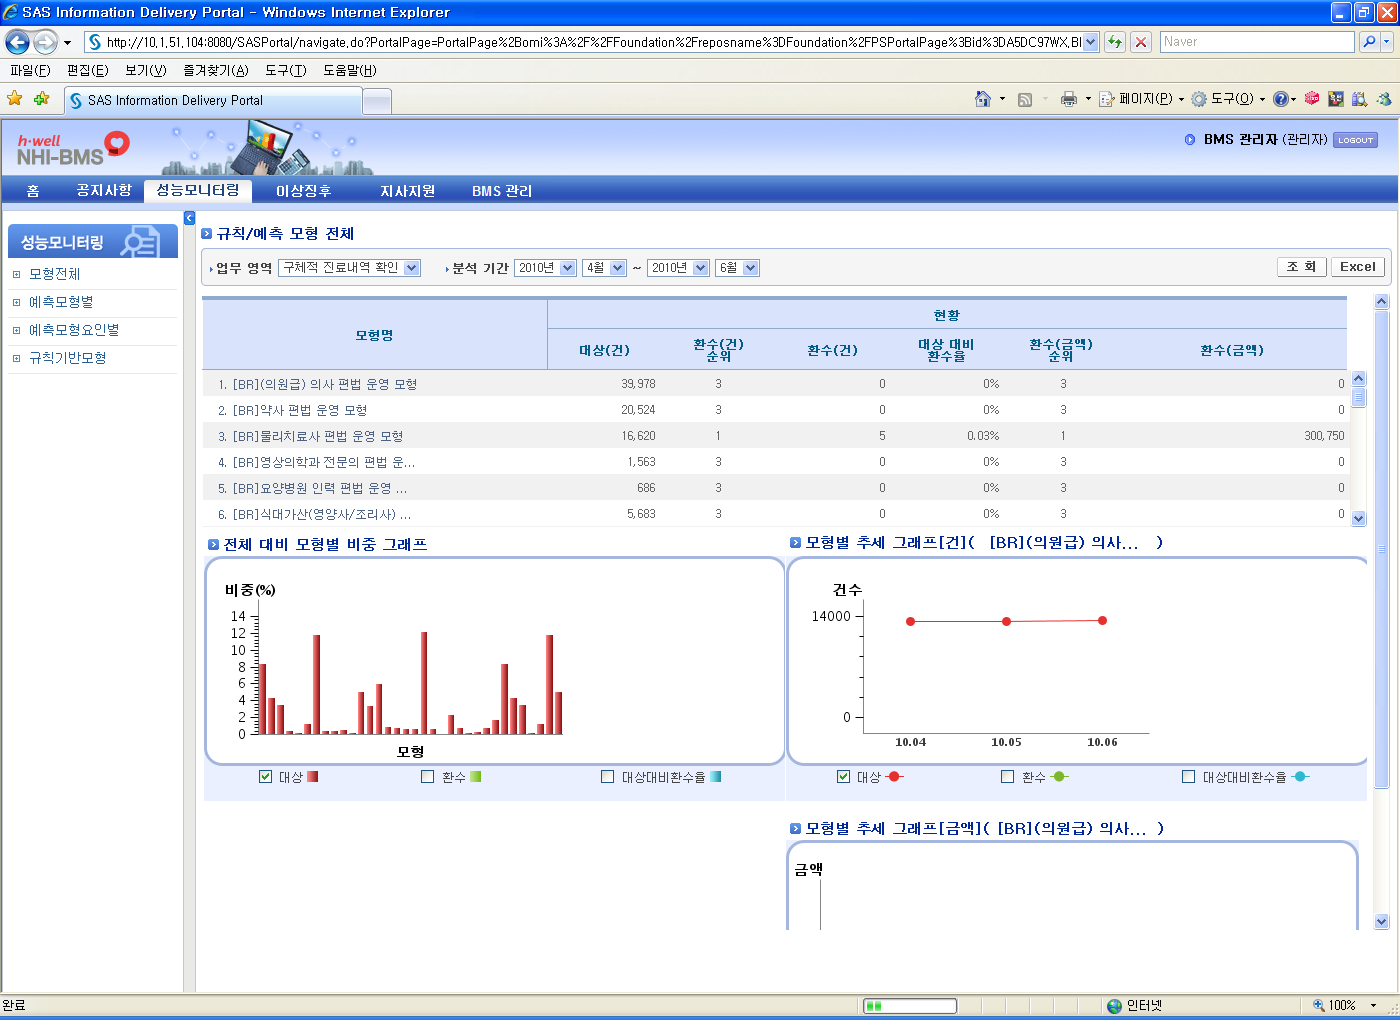 SAS Information Delivery Portal - Windows Internet Explorer
http://10.1.51.104:8080/SASPortal/navigate.do?PortalPage=PortalPage%2Bomi%3A%2F%2FFoundation%2Freposname%3DFoundation%2FPSPortalPage%3Bid%3DA5DC97WX.BI
Naver
파일(F) 편집(E) 보기(V) 즐겨찾기(A) 도구(T) 도움말(H)
SAS Information Delivery Portal
페이지(P) 도구(O)
h·well
NHI-BMS
BMS 관리자 (관리자) LOGOUT
홈 공지사항 성능모니터링 이상징후 지사지원 BMS 관리
성능모니터링
모형전체
예측모형별
예측모형요인별
규칙기반모형
규칙/예측 모형 전체
업무 영역 구체적 진료내역 확인 분석 기간 2010년 4월 ~ 2010년 6월 조 회 Excel
모형명 현황
대상(건) 환수(건) 순위 환수(건) 대상 대비 환수율 환수(금액) 순위 환수(금액)
1. [BR](의원급) 의사 편법 운영 모형 39,978 3 0 0% 3 0
2. [BR]약사 편법 운영 모형 20,524 3 0 0% 3 0
3. [BR]물리치료사 편법 운영 모형 16,620 1 5 0.03% 1 300,750
4. [BR]영상의학과 전문의 편법 운... 1,563 3 0 0% 3 0
5. [BR]요양병원 인력 편법 운영 ... 686 3 0 0% 3 0
6. [BR]식대가산(영양사/조리사) ... 5,683 3 0 0% 3 0
전체 대비 모형별 비중 그래프
비중(%)
14
12
10
8
6
4
2
0
모형
대상 환수 대상대비환수율
모형별 추세 그래프[건]( [BR](의원급) 의사... )
건수
14000
0
10.04 10.05 10.06
대상 환수 대상대비환수율
모형별 추세 그래프[금액]( [BR](의원급) 의사... )
금액
완료 인터넷 100%